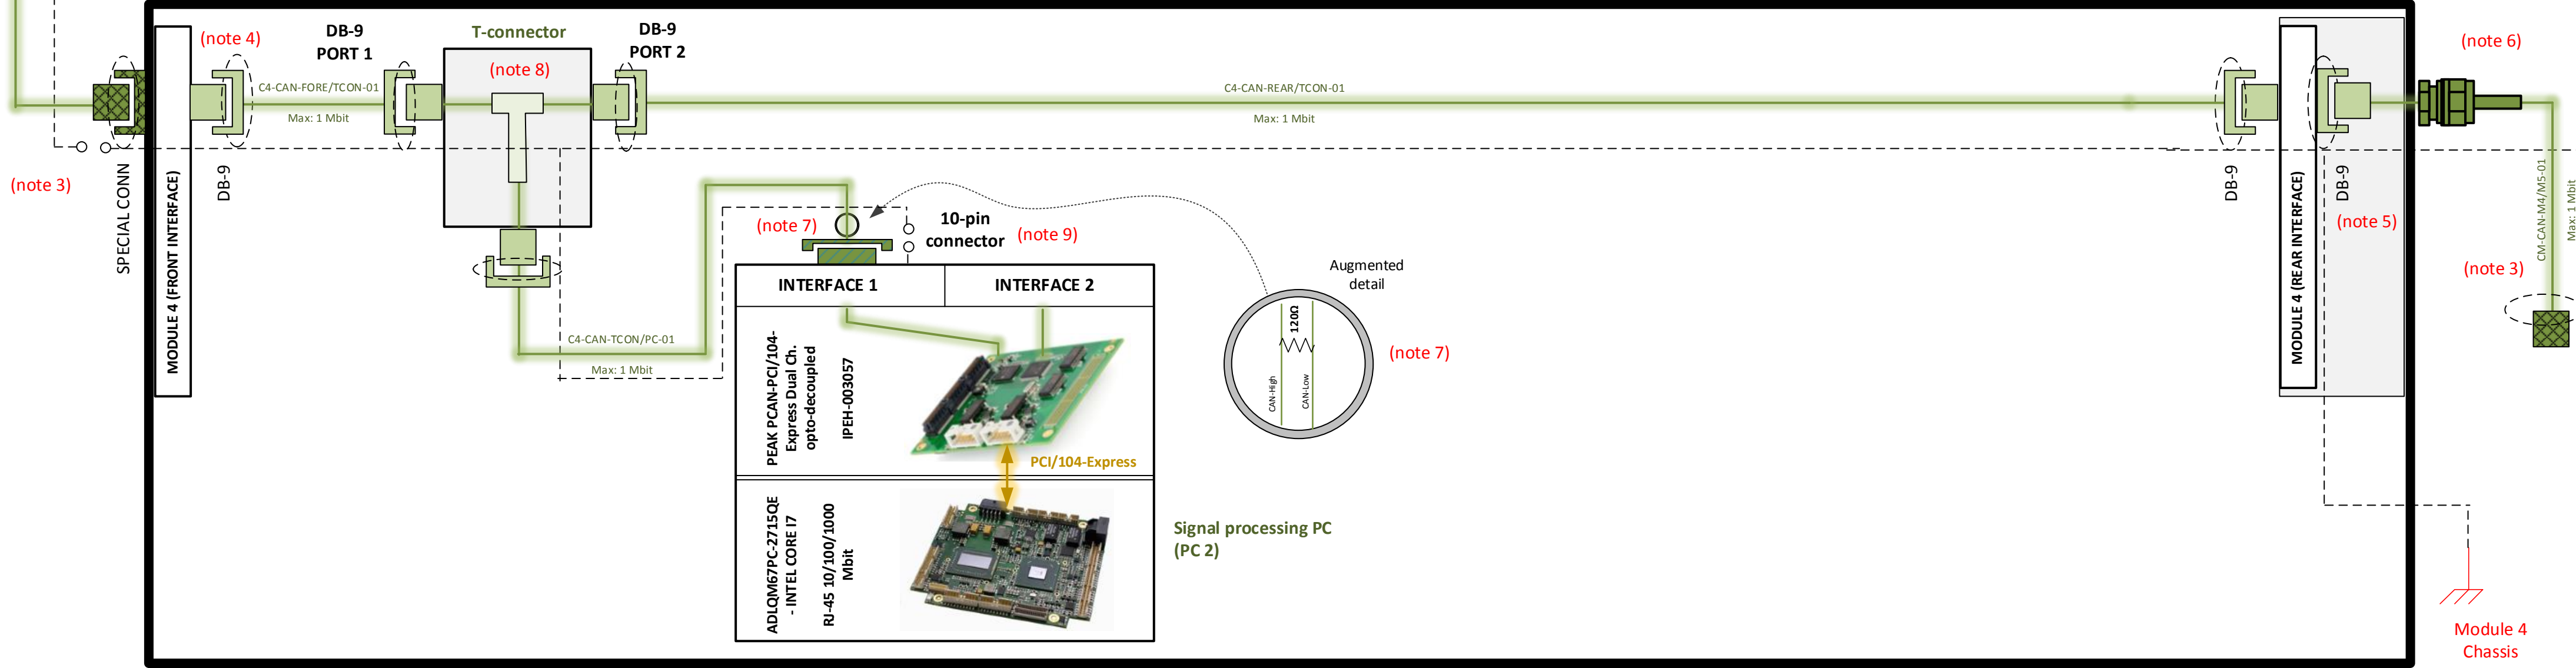 (note 4)
DB-9
PORT 1
T-connector
DB-9
PORT 2
(note 6)
(note 8)
C4-CAN-FORE/TCON-01
Max: 1 Mbit
C4-CAN-REAR/TCON-01
Max: 1 Mbit
(note 3)
SPECIAL CONN
MODULE 4 (FRONT INTERFACE)
DB-9
DB-9
MODULE 4 (REAR INTERFACE)
DB-9
(note 5)
CM-CAN-M4/M5-01
Max: 1 Mbit
(note 3)
(note 7)
10-pin
connector
(note 9)
INTERFACE 1
INTERFACE 2
Augmented
detail
120Ω
CAN-High
CAN-Low
(note 7)
C4-CAN-TCON/PC-01
Max: 1 Mbit
PEAK PCAN-PCI/104-
Express Dual Ch.
opto-decoupled
IPEH-003057
PCI/104-Express
ADLQM67PC-2715QE
- INTEL CORE I7
RJ-45 10/100/1000
Mbit
Signal processing PC
(PC 2)
Module 4
Chassis